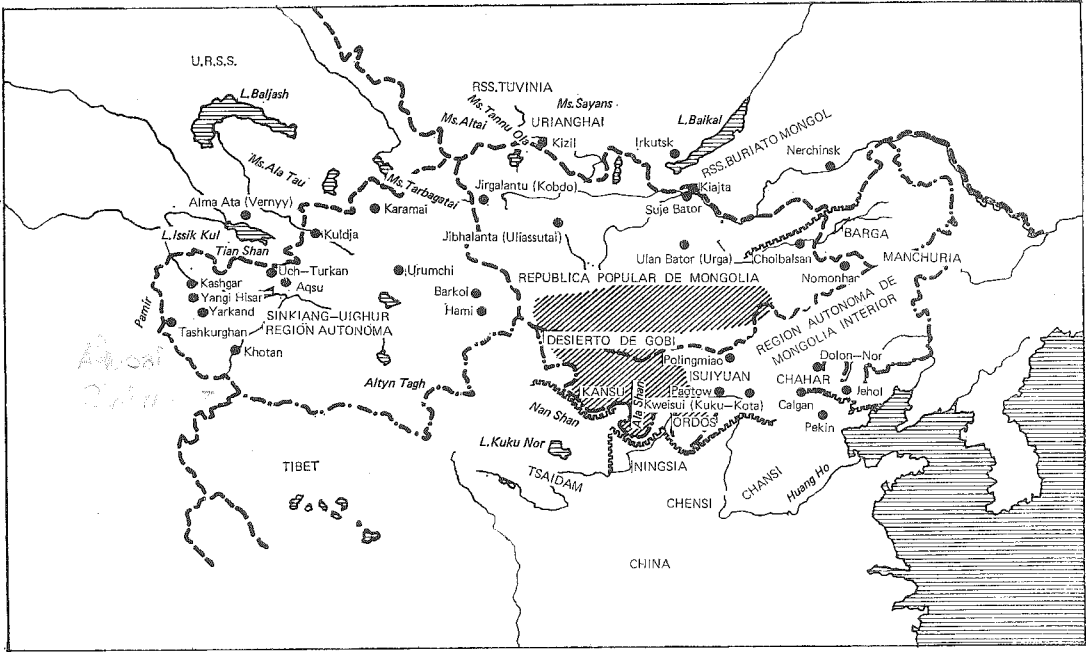 U.R.S.S.
L.Baljash
RSS.TUVINIA
Ms.Sayans
Ms.Tannu Ola
URIANGHAI
Ms.Altai
Kizil
L.Baikal
Irkutsk
RSS.BURIATO MONGOL
Nerchinsk
Ms.Ala Tau
Ms.Tarbagatai
Jirgalantu (Kobdo)
Kiajta
Suje Bator
Alma Ata (Vernyy)
Karamai
L.Issik Kul
Kuldja
Jibhalanta (Uliassutai)
Ulan Bator (Urga)
Choibalsan
BARGA
Tian Shan
MANCHURIA
Nomonhar
Uch–Turkan
Urumchi
REPUBLICA POPULAR DE MONGOLIA
Kashgar
Aqsu
Yangi Hisar
Barkol
Yarkand
Hami
Pamir
SINKIANG–UIGHUR
REGION AUTONOMA
REGION AUTONOMA DE
MONGOLIA INTERIOR
Tashkurghan
DESIERTO DE GOBI
Khotan
Polingmiao
Dolon–Nor
SUIYUAN
CHAHAR
Altyn Tagh
KANSU
Paotow
Jehol
Ala Shan
Kweisui (Kuku–Kota)
Calgan
Nan Shan
ORDOS
Pekin
L.Kuku Nor
TIBET
TSAIDAM
NINGSIA
CHANSI
Huang Ho
CHENSI
CHINA